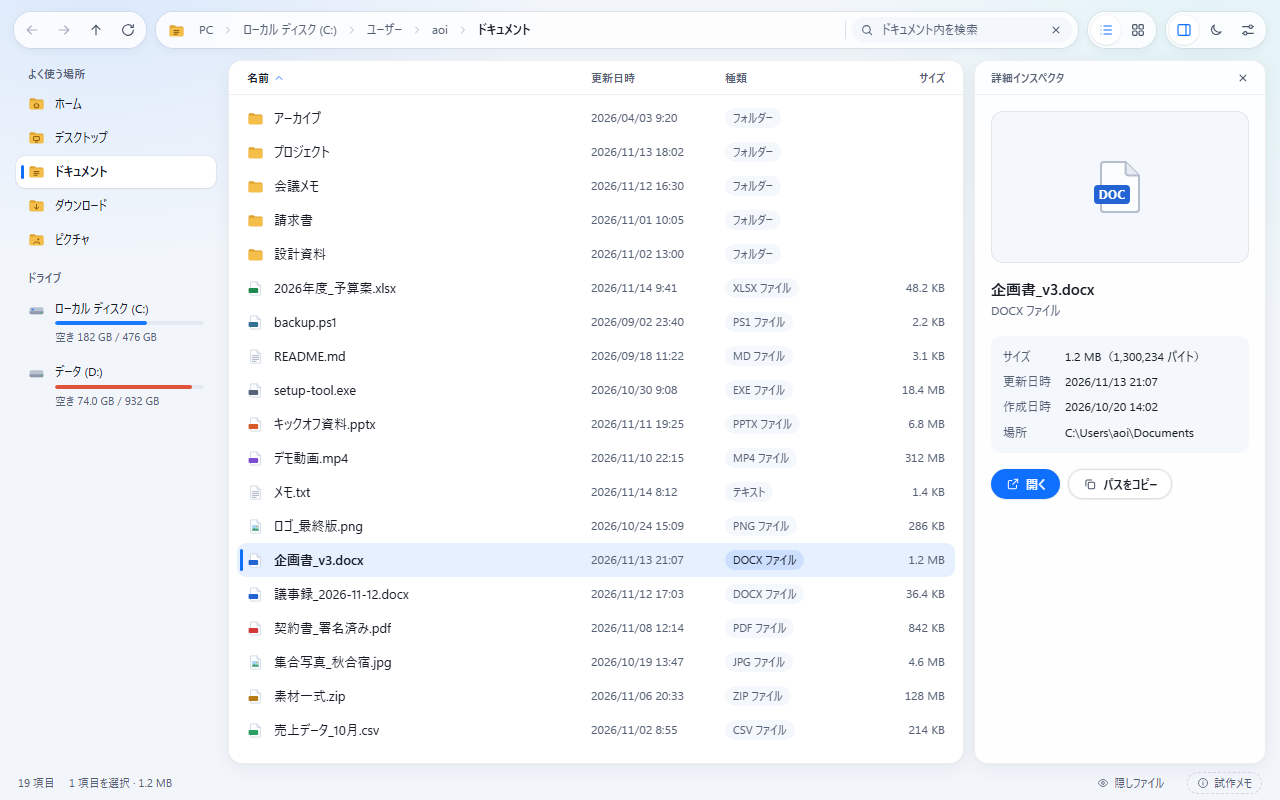 PC > ローカル ディスク (C:) > ユーザー > aoi > ドキュメント
ドキュメント内を検索
よく使う場所
ホーム
デスクトップ
ドキュメント
ダウンロード
ピクチャ
ドライブ
ローカル ディスク (C:)
空き 182 GB / 476 GB
データ (D:)
空き 74.0 GB / 932 GB
名前 更新日時 種類 サイズ
アーカイブ 2026/04/03 9:20 フォルダー
プロジェクト 2026/11/13 18:02 フォルダー
会議メモ 2026/11/12 16:30 フォルダー
請求書 2026/11/01 10:05 フォルダー
設計資料 2026/11/02 13:00 フォルダー
2026年度_予算案.xlsx 2026/11/14 9:41 XLSX ファイル 48.2 KB
backup.ps1 2026/09/02 23:40 PS1 ファイル 2.2 KB
README.md 2026/09/18 11:22 MD ファイル 3.1 KB
setup-tool.exe 2026/10/30 9:08 EXE ファイル 18.4 MB
キックオフ資料.pptx 2026/11/11 19:25 PPTX ファイル 6.8 MB
デモ動画.mp4 2026/11/10 22:15 MP4 ファイル 312 MB
メモ.txt 2026/11/14 8:12 テキスト 1.4 KB
ロゴ_最終版.png 2026/10/24 15:09 PNG ファイル 286 KB
企画書_v3.docx 2026/11/13 21:07 DOCX ファイル 1.2 MB
議事録_2026-11-12.docx 2026/11/12 17:03 DOCX ファイル 36.4 KB
契約書_署名済み.pdf 2026/11/08 12:14 PDF ファイル 842 KB
集合写真_秋合宿.jpg 2026/10/19 13:47 JPG ファイル 4.6 MB
素材一式.zip 2026/11/06 20:33 ZIP ファイル 128 MB
売上データ_10月.csv 2026/11/02 8:55 CSV ファイル 214 KB
詳細インスペクタ
DOC
企画書_v3.docx
DOCX ファイル
サイズ 1.2 MB（1,300,234 バイト）
更新日時 2026/11/13 21:07
作成日時 2026/10/20 14:02
場所 C:\Users\aoi\Documents
開く パスをコピー
19 項目 1 項目を選択 · 1.2 MB
隠しファイル 試作メモ